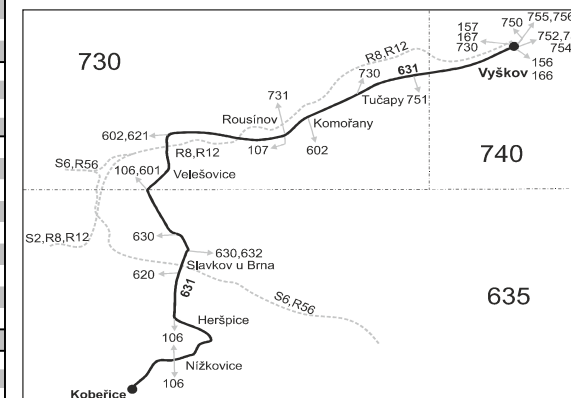 755,756
157
750
167
752,7
730
754
730
R8,R12
730
631
Vyškov
156
166
731
Tučapy
751
Rousínov
Komořany
602,621
R8,R12
107
602
740
S6,R56
106,601
Velešovice
S2,R8,R12
630
630,632
Slavkov u Brna
620
631
S6,R56
635
Heršpice
106
Nížkovice
106
Kobeřice